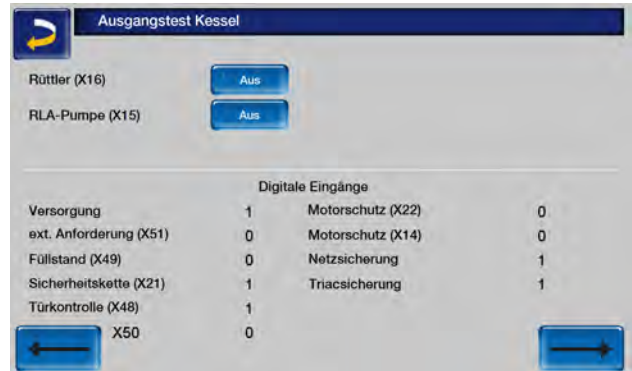 Ausgangstest Kessel
Rüttler (X16) Aus
RLA-Pumpe (X15) Aus
Digitale Eingänge
Versorgung 1 Motorschutz (X22) 0
ext. Anforderung (X51) 0 Motorschutz (X14) 0
Füllstand (X49) 0 Netzsicherung 1
Sicherheitskette (X21) 1 Triacsicherung 1
Türkontrolle (X48) 1
X50 0